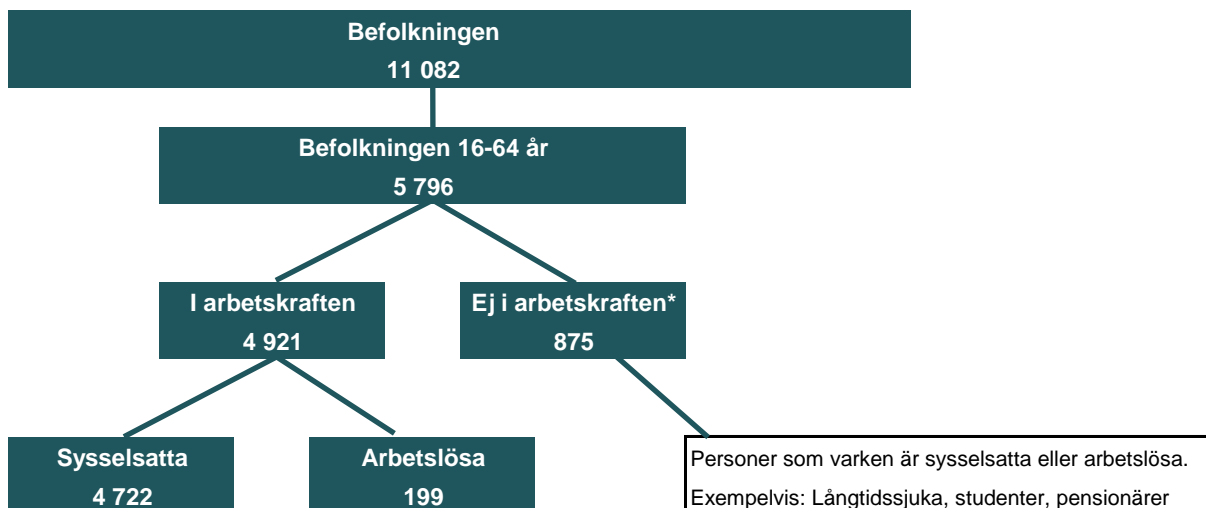 Befolkningen
11 082
Befolkningen 16-64 år
5 796
I arbetskraften
4 921
Ej i arbetskraften*
875
Sysselsatta
4 722
Arbetslösa
199
Personer som varken är sysselsatta eller arbetslösa.
Exempelvis: Långtidssjuka, studenter, pensionärer